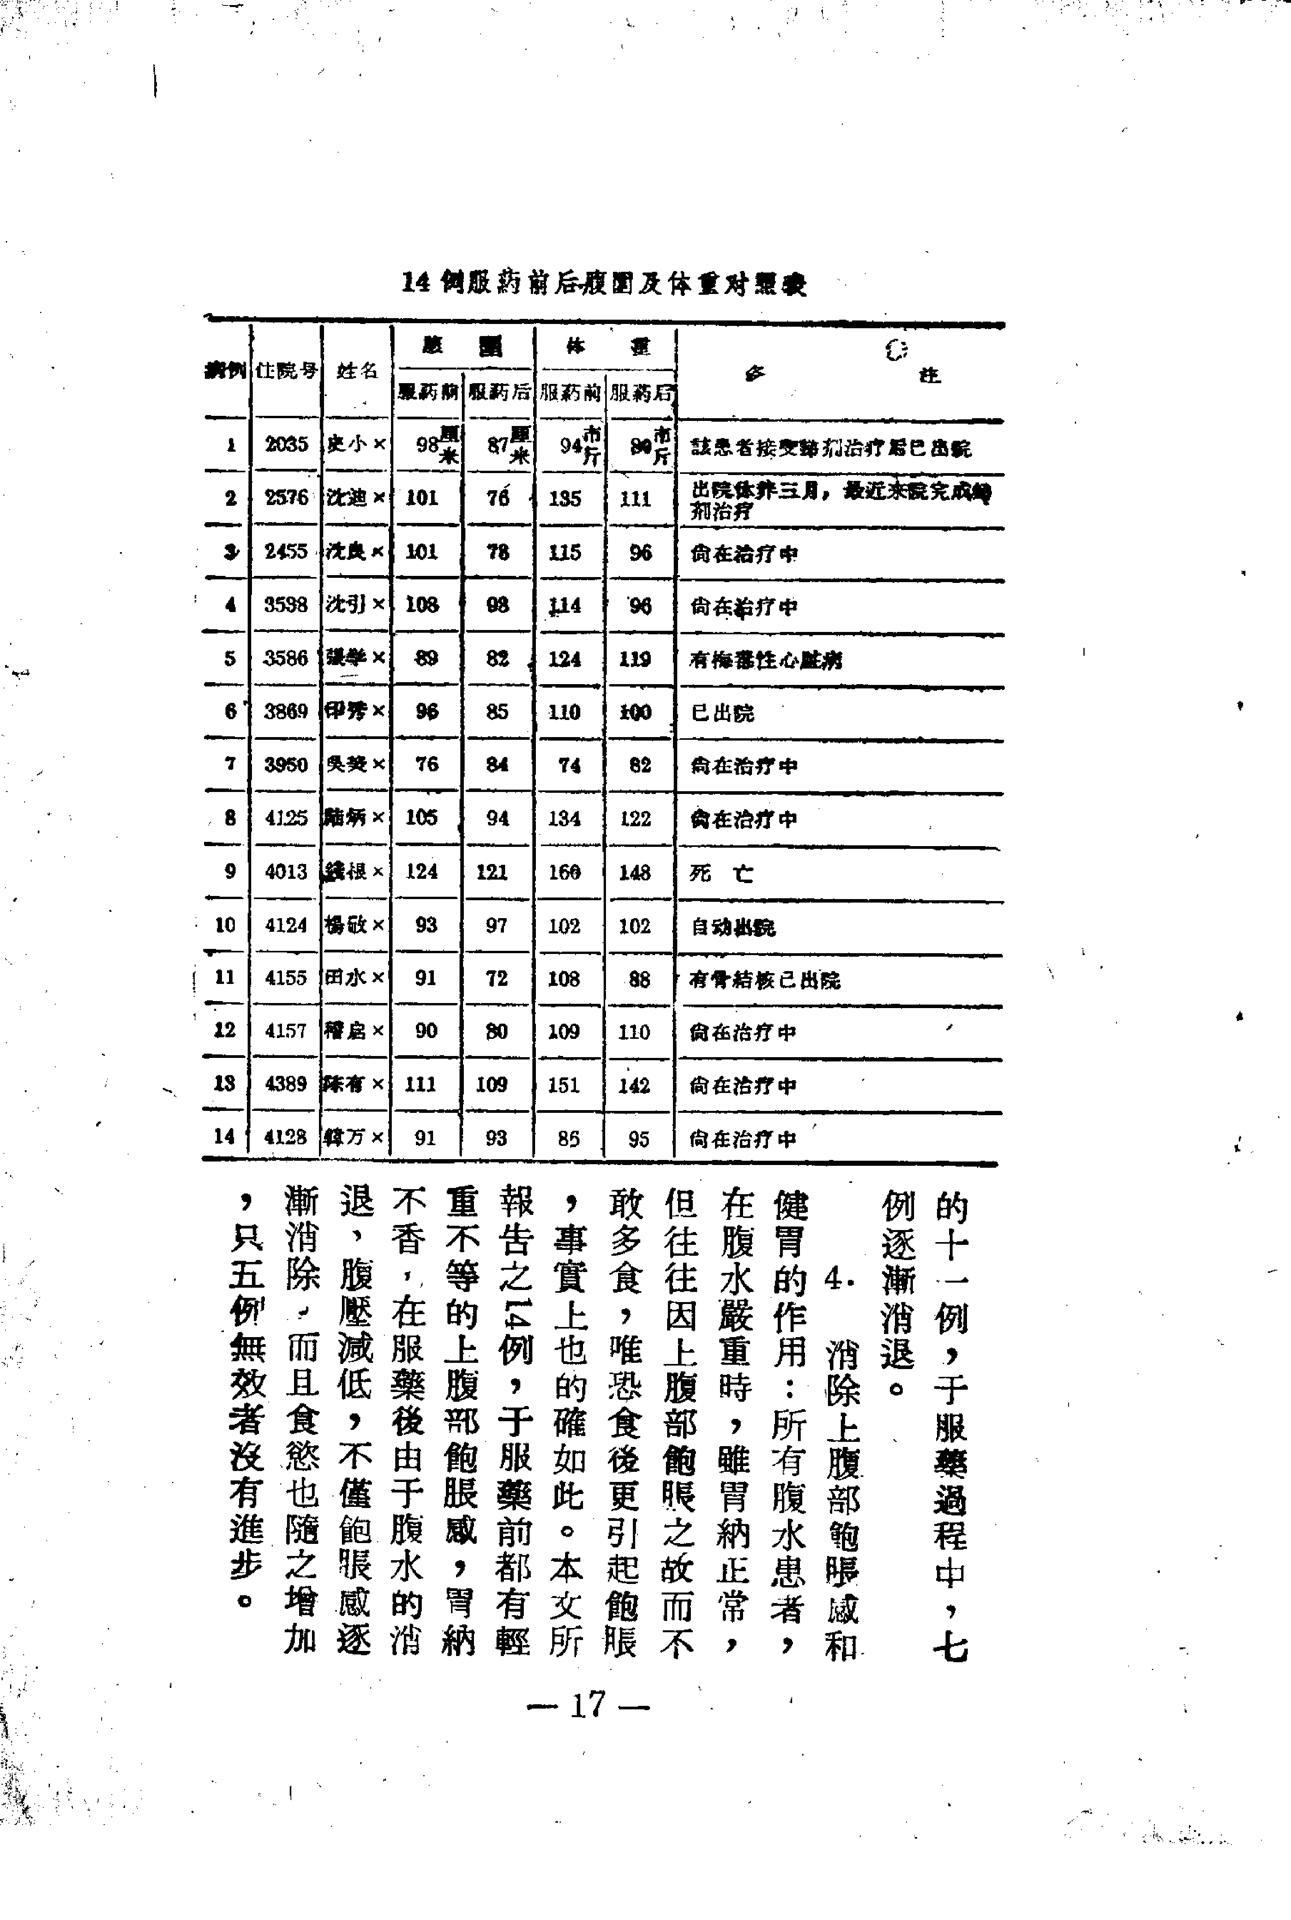 14例服药前后腹围及体重对照表
病例 住院号 姓名 腹 围 体 重 备 注
服药前 服药后 服药前 服药后
1 2035 史小× 98厘米 87厘米 94市斤 80市斤 該患者接受銻剂治疗后已出院
2 2576 沈迪× 101 76 135 111 出院休养三月，最近来院完成銻
剂治疗
3 2455 沈良× 101 78 115 96 尙在治疗中
4 3538 沈引× 108 98 114 96 尙在治疗中
5 3586 張学× 89 82 124 119 有梅毒性心脏病
6 3869 印秀× 96 85 110 100 已出院
7 3950 吳× 76 84 74 82 尙在治疗中
8 4125 陆炳× 105 94 134 122 尙在治疗中
9 4013 錢根× 124 121 160 148 死 亡
10 4124 楊敬× 93 97 102 102 自动出院
11 4155 田水× 91 72 108 88 有骨結核已出院
12 4157 启× 90 80 109 110 尙在治疗中
13 4389 陈有× 111 109 151 142 尙在治疗中
14 4128 韓万× 91 93 86 95 尙在治疗中
的十一例，于服藥過程中，七
例逐漸消退。
4. 消除上腹部飽脹感和
健胃的作用：所有腹水患者，
在腹水嚴重時，雖胃納正常，
但往往因上腹部飽脹之故而不
敢多食，唯恐食後更引起飽脹
，事實上也的確如此。本文所
報告之14例，于服藥前都有輕
重不等的上腹部飽脹感，胃納
不香，在服藥後由于腹水的消
退，腹壓減低，不僅飽脹感逐
漸消除，而且食慾也隨之增加
，只五例無效者沒有進步。
— 17 —